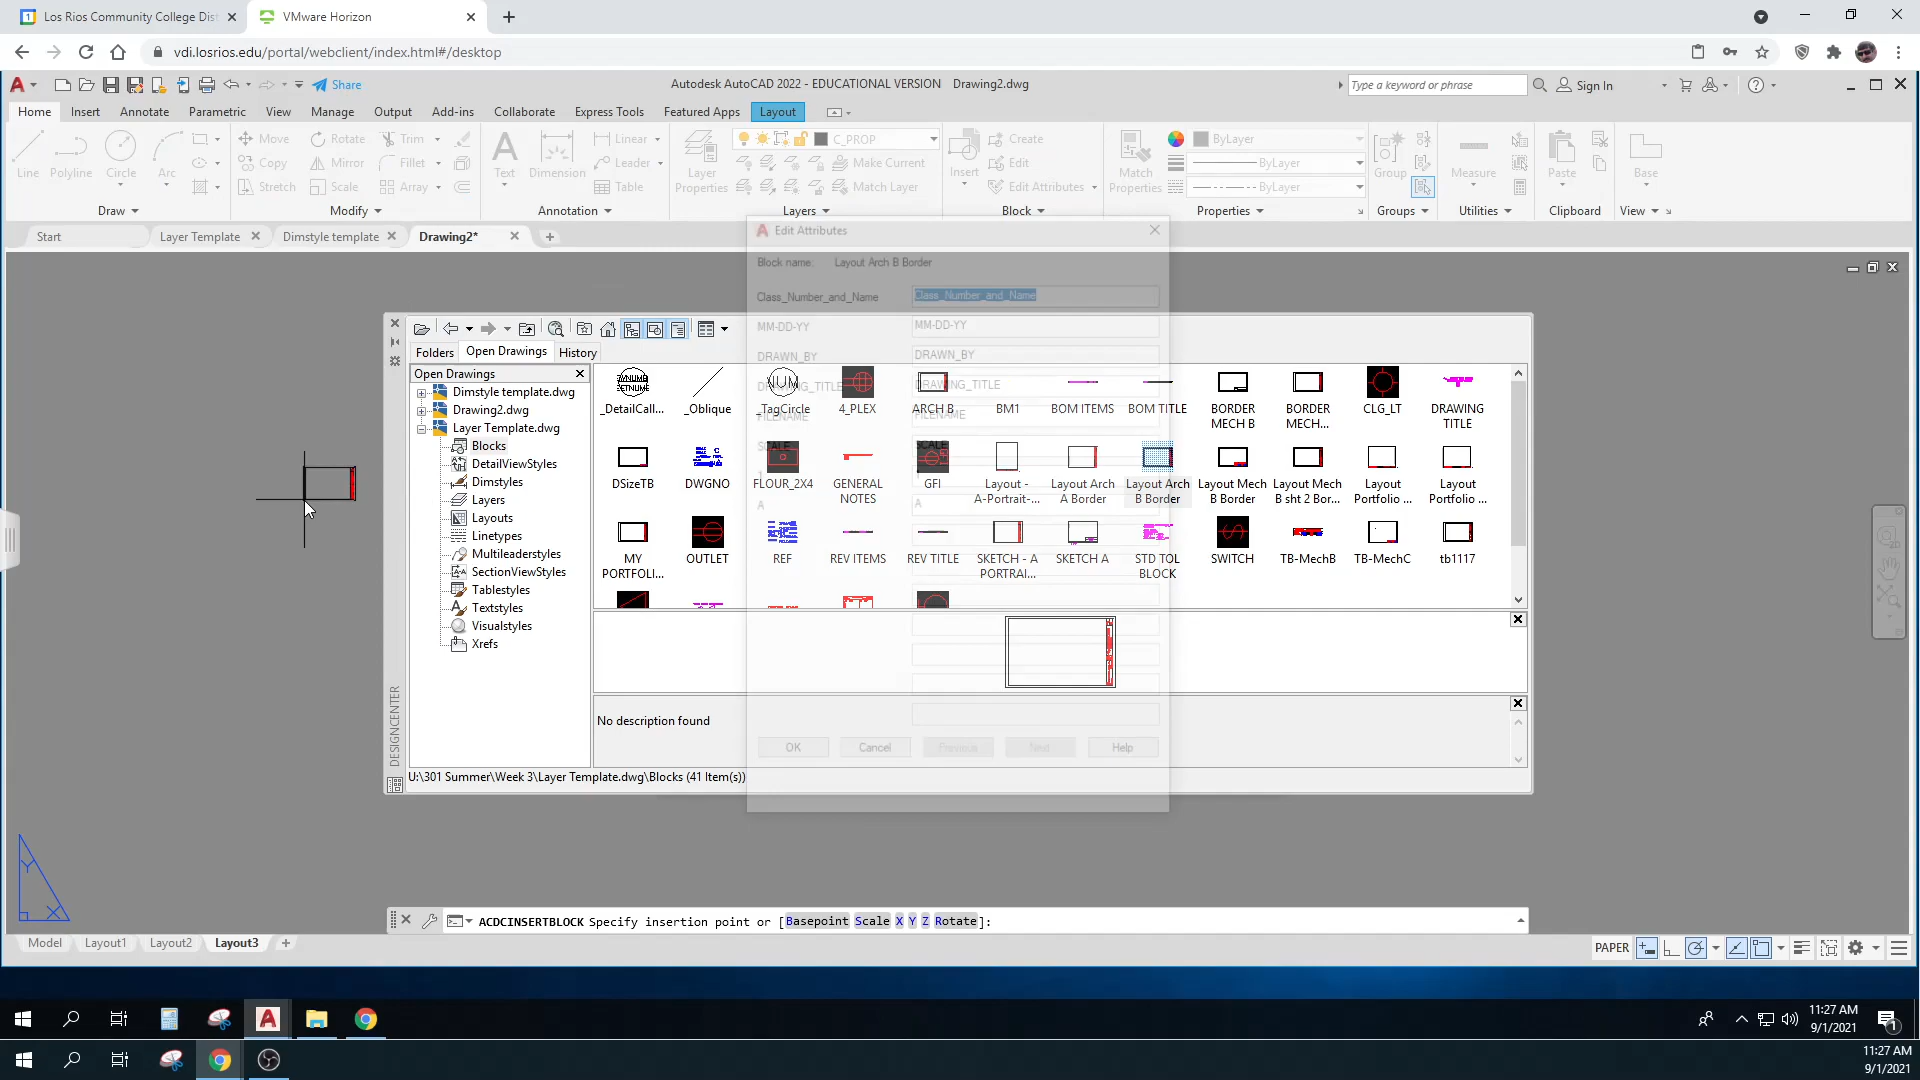 Los Rios Community College Dist
VMware Horizon
vdi.losrios.edu/portal/webclient/index.html#/desktop
Share
Autodesk AutoCAD 2022 - EDUCATIONAL VERSION Drawing2.dwg
Type a keyword or phrase
Sign In
Home Insert Annotate Parametric View Manage Output Add-ins Collaborate Express Tools Featured Apps Layout
Line Polyline Circle Arc
Move Rotate Trim
Copy Mirror Fillet
Stretch Scale Array
Text Dimension
Linear
Leader
Table
Layer Properties
C_PROP
Make Current
Match Layer
Insert
Create
Edit
Edit Attributes
Match Properties
ByLayer
ByLayer
ByLayer
Group Measure Paste Base
Draw Modify Annotation Layers Block Properties Groups Utilities Clipboard View
Start Layer Template Dimstyle template Drawing2*
Edit Attributes
Block name: Layout Arch B Border
Class_Number_and_Name Class_Number_and_Name
MM-DD-YY MM-DD-YY
DRAWN_BY DRAWN_BY
DRAWING_TITLE DRAWING_TITLE
FILENAME FILENAME
SCALE SCALE
A A
OK Cancel Previous Next Help
Folders Open Drawings History
Open Drawings
Dimstyle template.dwg
Drawing2.dwg
Layer Template.dwg
Blocks
DetailViewStyles
Dimstyles
Layers
Layouts
Linetypes
Multileaderstyles
SectionViewStyles
Tablestyles
Textstyles
Visualstyles
Xrefs
_DetailCall... _Oblique _TagCircle 4_PLEX ARCH B BM1 BOM ITEMS BOM TITLE BORDER MECH B BORDER MECH... CLG_LT DRAWING TITLE
DSizeTB DWGNO FLOUR_2X4 GENERAL NOTES GFI Layout - A-Portrait-... Layout Arch A Border Layout Arch B Border Layout Mech B Border Layout Mech B sht 2 Bor... Layout Portfolio ... Layout Portfolio ...
MY PORTFOLI... OUTLET REF REV ITEMS REV TITLE SKETCH - A PORTRAI... SKETCH A STD TOL BLOCK SWITCH TB-MechB TB-MechC tb1117
No description found
DESIGNCENTER
U:\301 Summer\Week 3\Layer Template.dwg\Blocks (41 Item(s))
Y
X
ACDCINSERTBLOCK Specify insertion point or [Basepoint Scale X Y Z Rotate]:
Model Layout1 Layout2 Layout3
PAPER
11:27 AM
9/1/2021
11:27 AM
9/1/2021